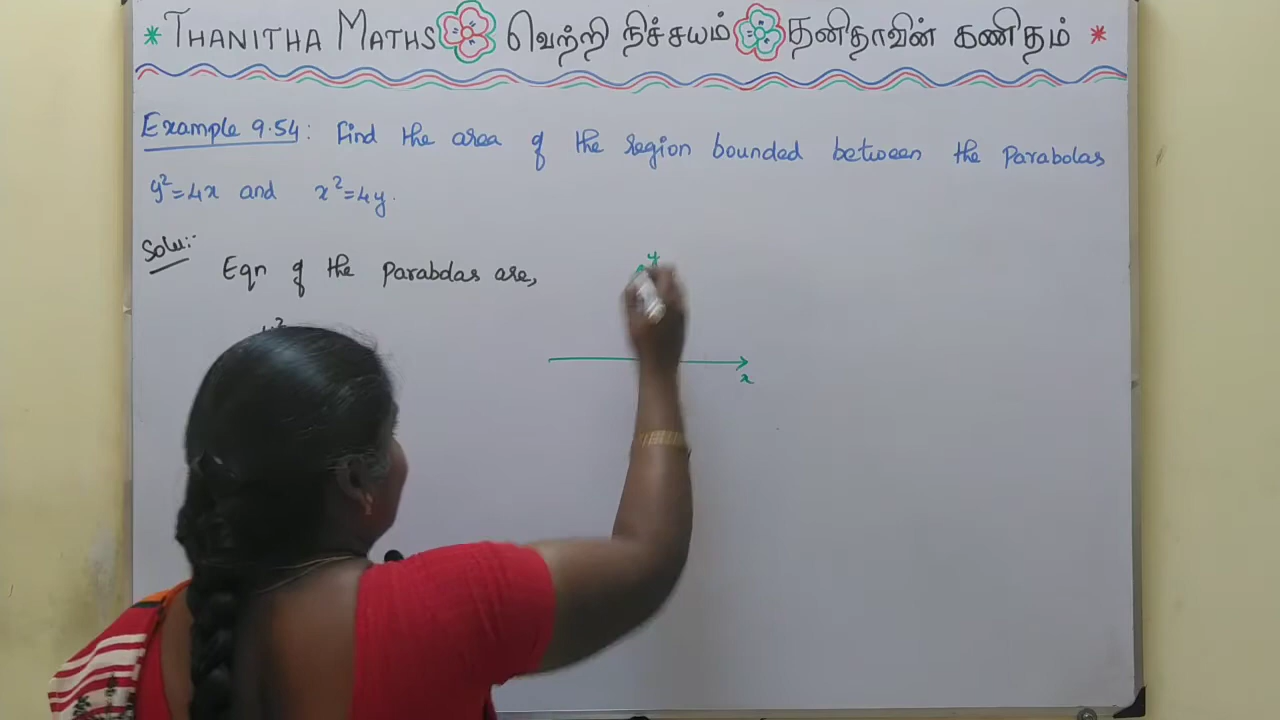 * THANITHA MATHS வெற்றி நிச்சயம் தனிதாவின் கணிதம் *
Example 9.54: Find the area of the region bounded between the parabolas
y²=4x and x²=4y.
Solu:-
Eqn of the Parabolas are,
y
x